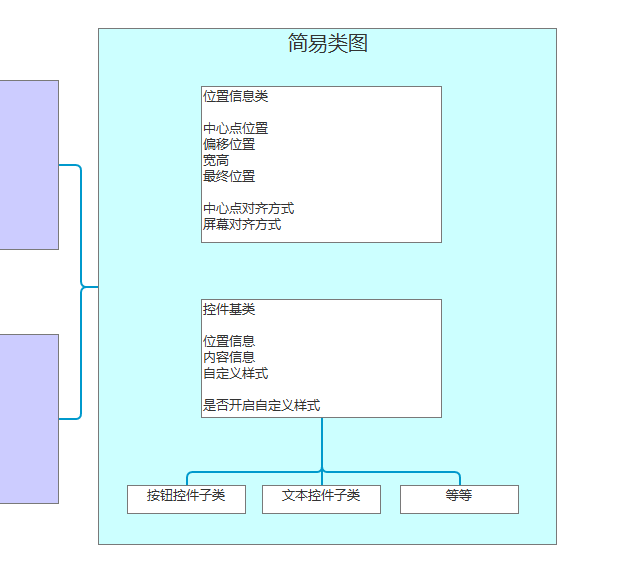 简易类图
位置信息类
中心点位置
偏移位置
宽高
最终位置
中心点对齐方式
屏幕对齐方式
控件基类
位置信息
内容信息
自定义样式
是否开启自定义样式
按钮控件子类
文本控件子类
等等